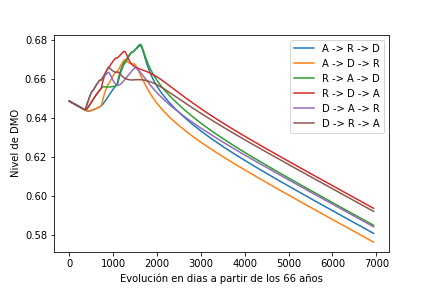 0.68
0.66
0.64
0.62
0.60
0.58
Nivel de DMO
0 1000 2000 3000 4000 5000 6000 7000
Evolución en dias a partir de los 66 años
A -> R -> D
A -> D -> R
R -> A -> D
R -> D -> A
D -> A -> R
D -> R -> A